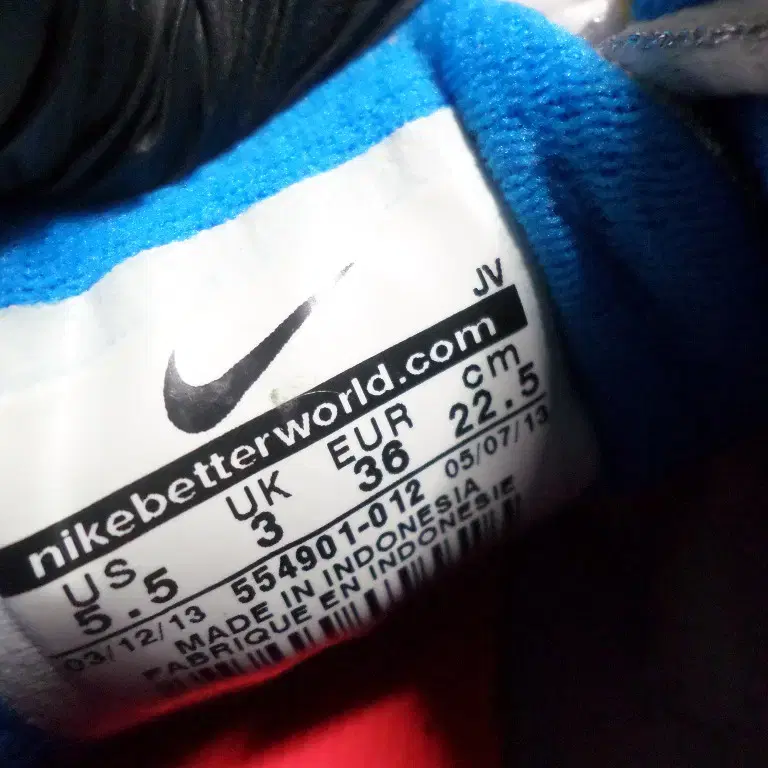 JV
nikebetterworld.com
US UK EUR cm
5.5 3 36 22.5
03/12/13 554901-012 05/07/13
MADE IN INDONESIA
FABRIQUE EN INDONESIE